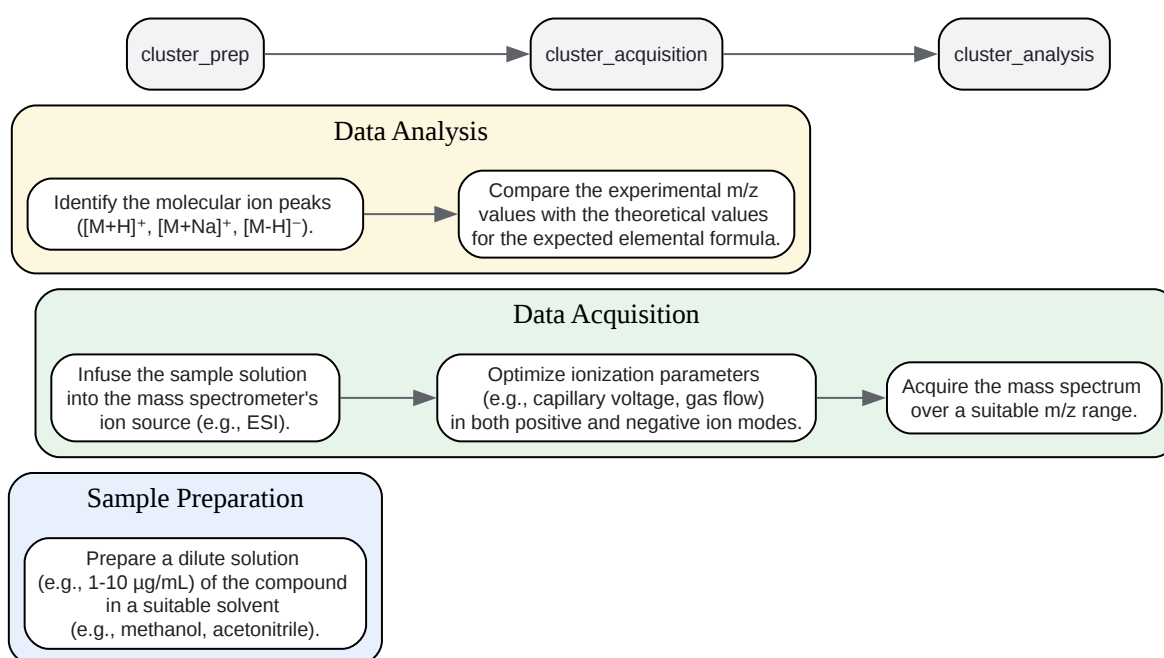 cluster_prep
cluster_acquisition
cluster_analysis
Data Analysis
Identify the molecular ion peaks
([M+H]⁺, [M+Na]⁺, [M-H]⁻).
Compare the experimental m/z
values with the theoretical values
for the expected elemental formula.
Data Acquisition
Infuse the sample solution
into the mass spectrometer's
ion source (e.g., ESI).
Optimize ionization parameters
(e.g., capillary voltage, gas flow)
in both positive and negative ion modes.
Acquire the mass spectrum
over a suitable m/z range.
Sample Preparation
Prepare a dilute solution
(e.g., 1-10 µg/mL) of the compound
in a suitable solvent
(e.g., methanol, acetonitrile).